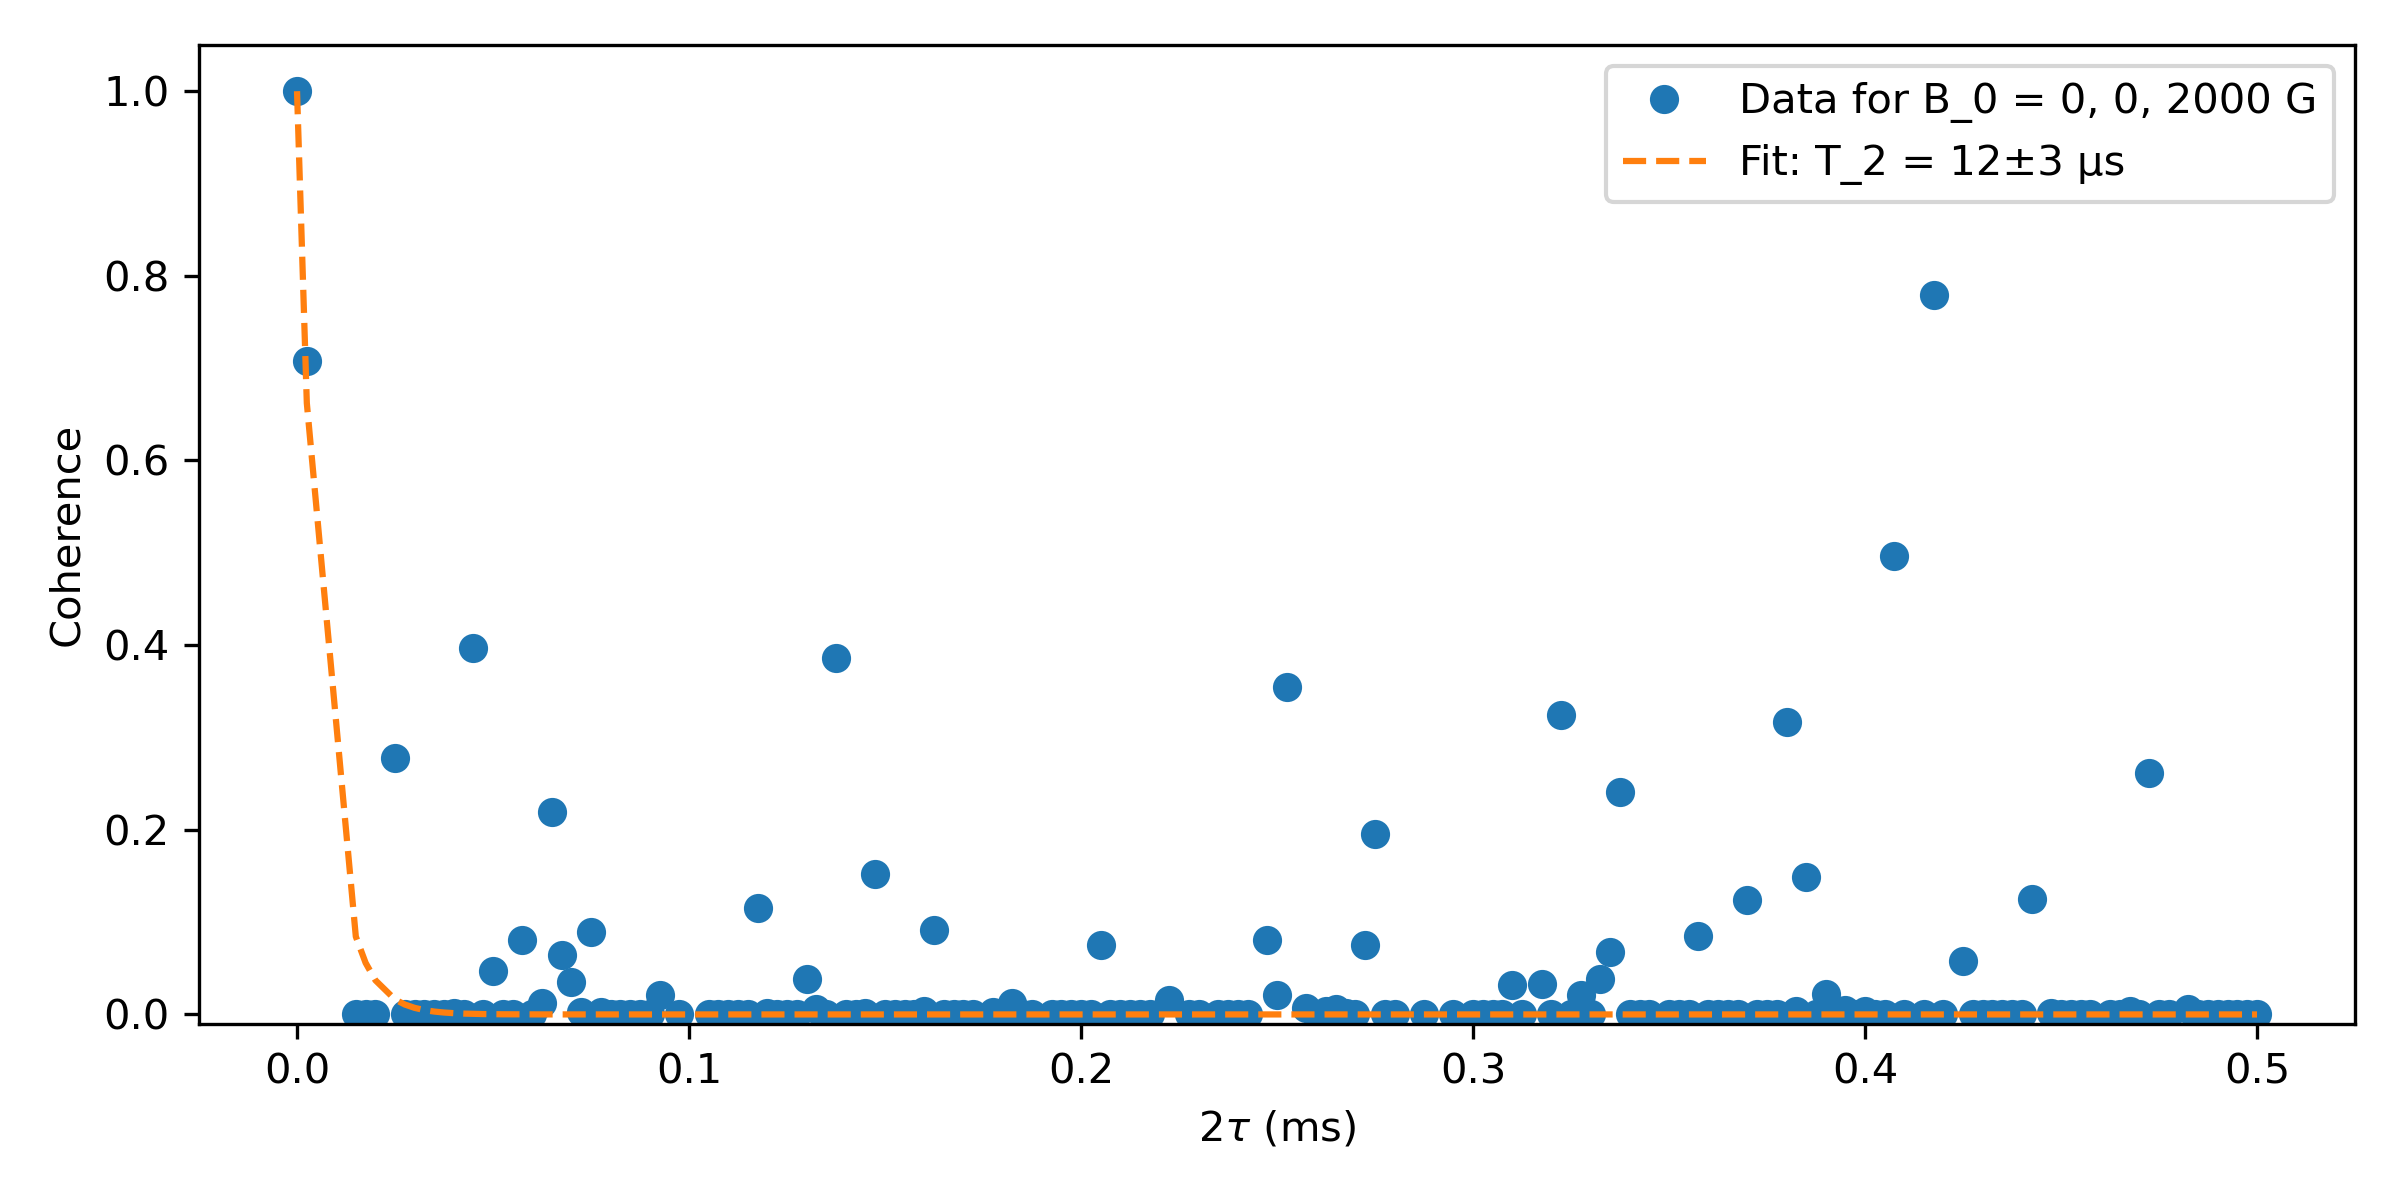 Data for B_0 = 0, 0, 2000 G
Fit: T_2 = 12±3 μs
1.0
0.8
0.6
0.4
0.2
0.0
Coherence
0.0 0.1 0.2 0.3 0.4 0.5
2τ (ms)